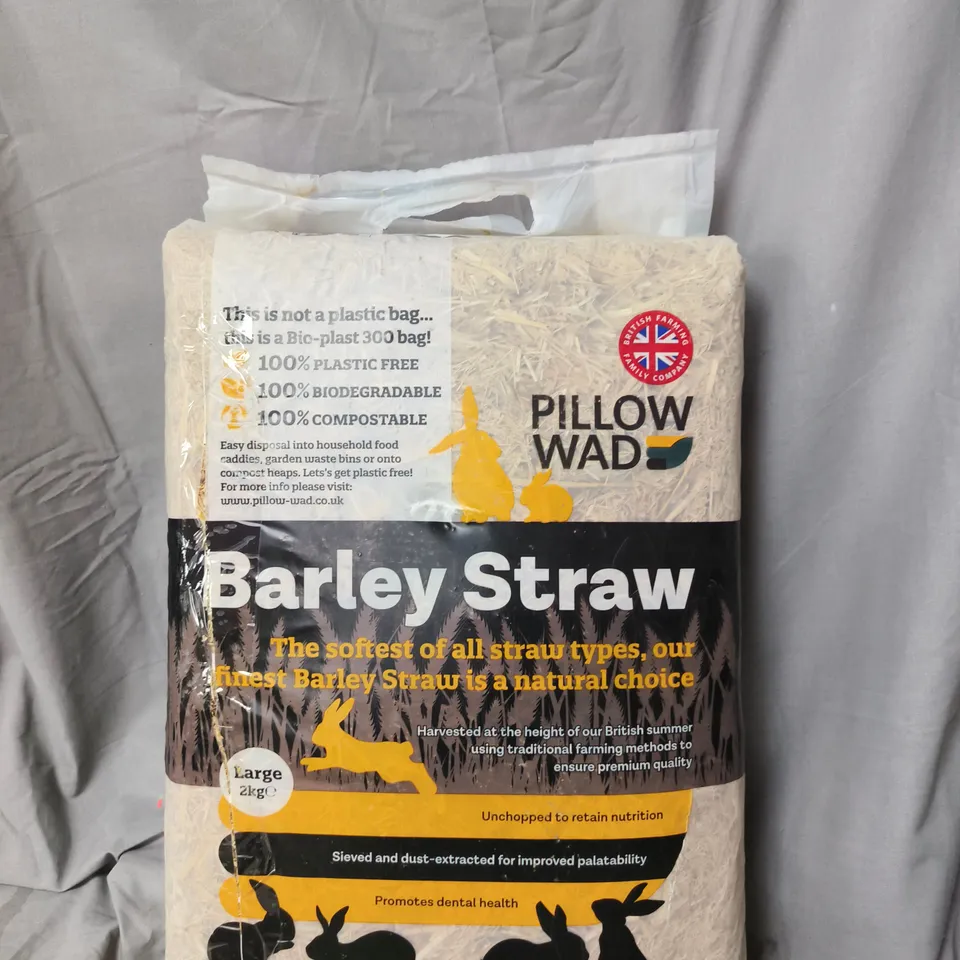 This is not a plastic bag...
this is a Bio-plast 300 bag!
100% PLASTIC FREE
100% BIODEGRADABLE
100% COMPOSTABLE
Easy disposal into household food
caddies, garden waste bins or onto
compost heaps. Lets's get plastic free!
For more info please visit:
www.pillow-wad.co.uk
BRITISH FARMING
FAMILY COMPANY
PILLOW
WAD
Barley Straw
The softest of all straw types, our
finest Barley Straw is a natural choice
Harvested at the height of our British summer
using traditional farming methods to
ensure premium quality
Large
2kg℮
Unchopped to retain nutrition
Sieved and dust-extracted for improved palatability
Promotes dental health